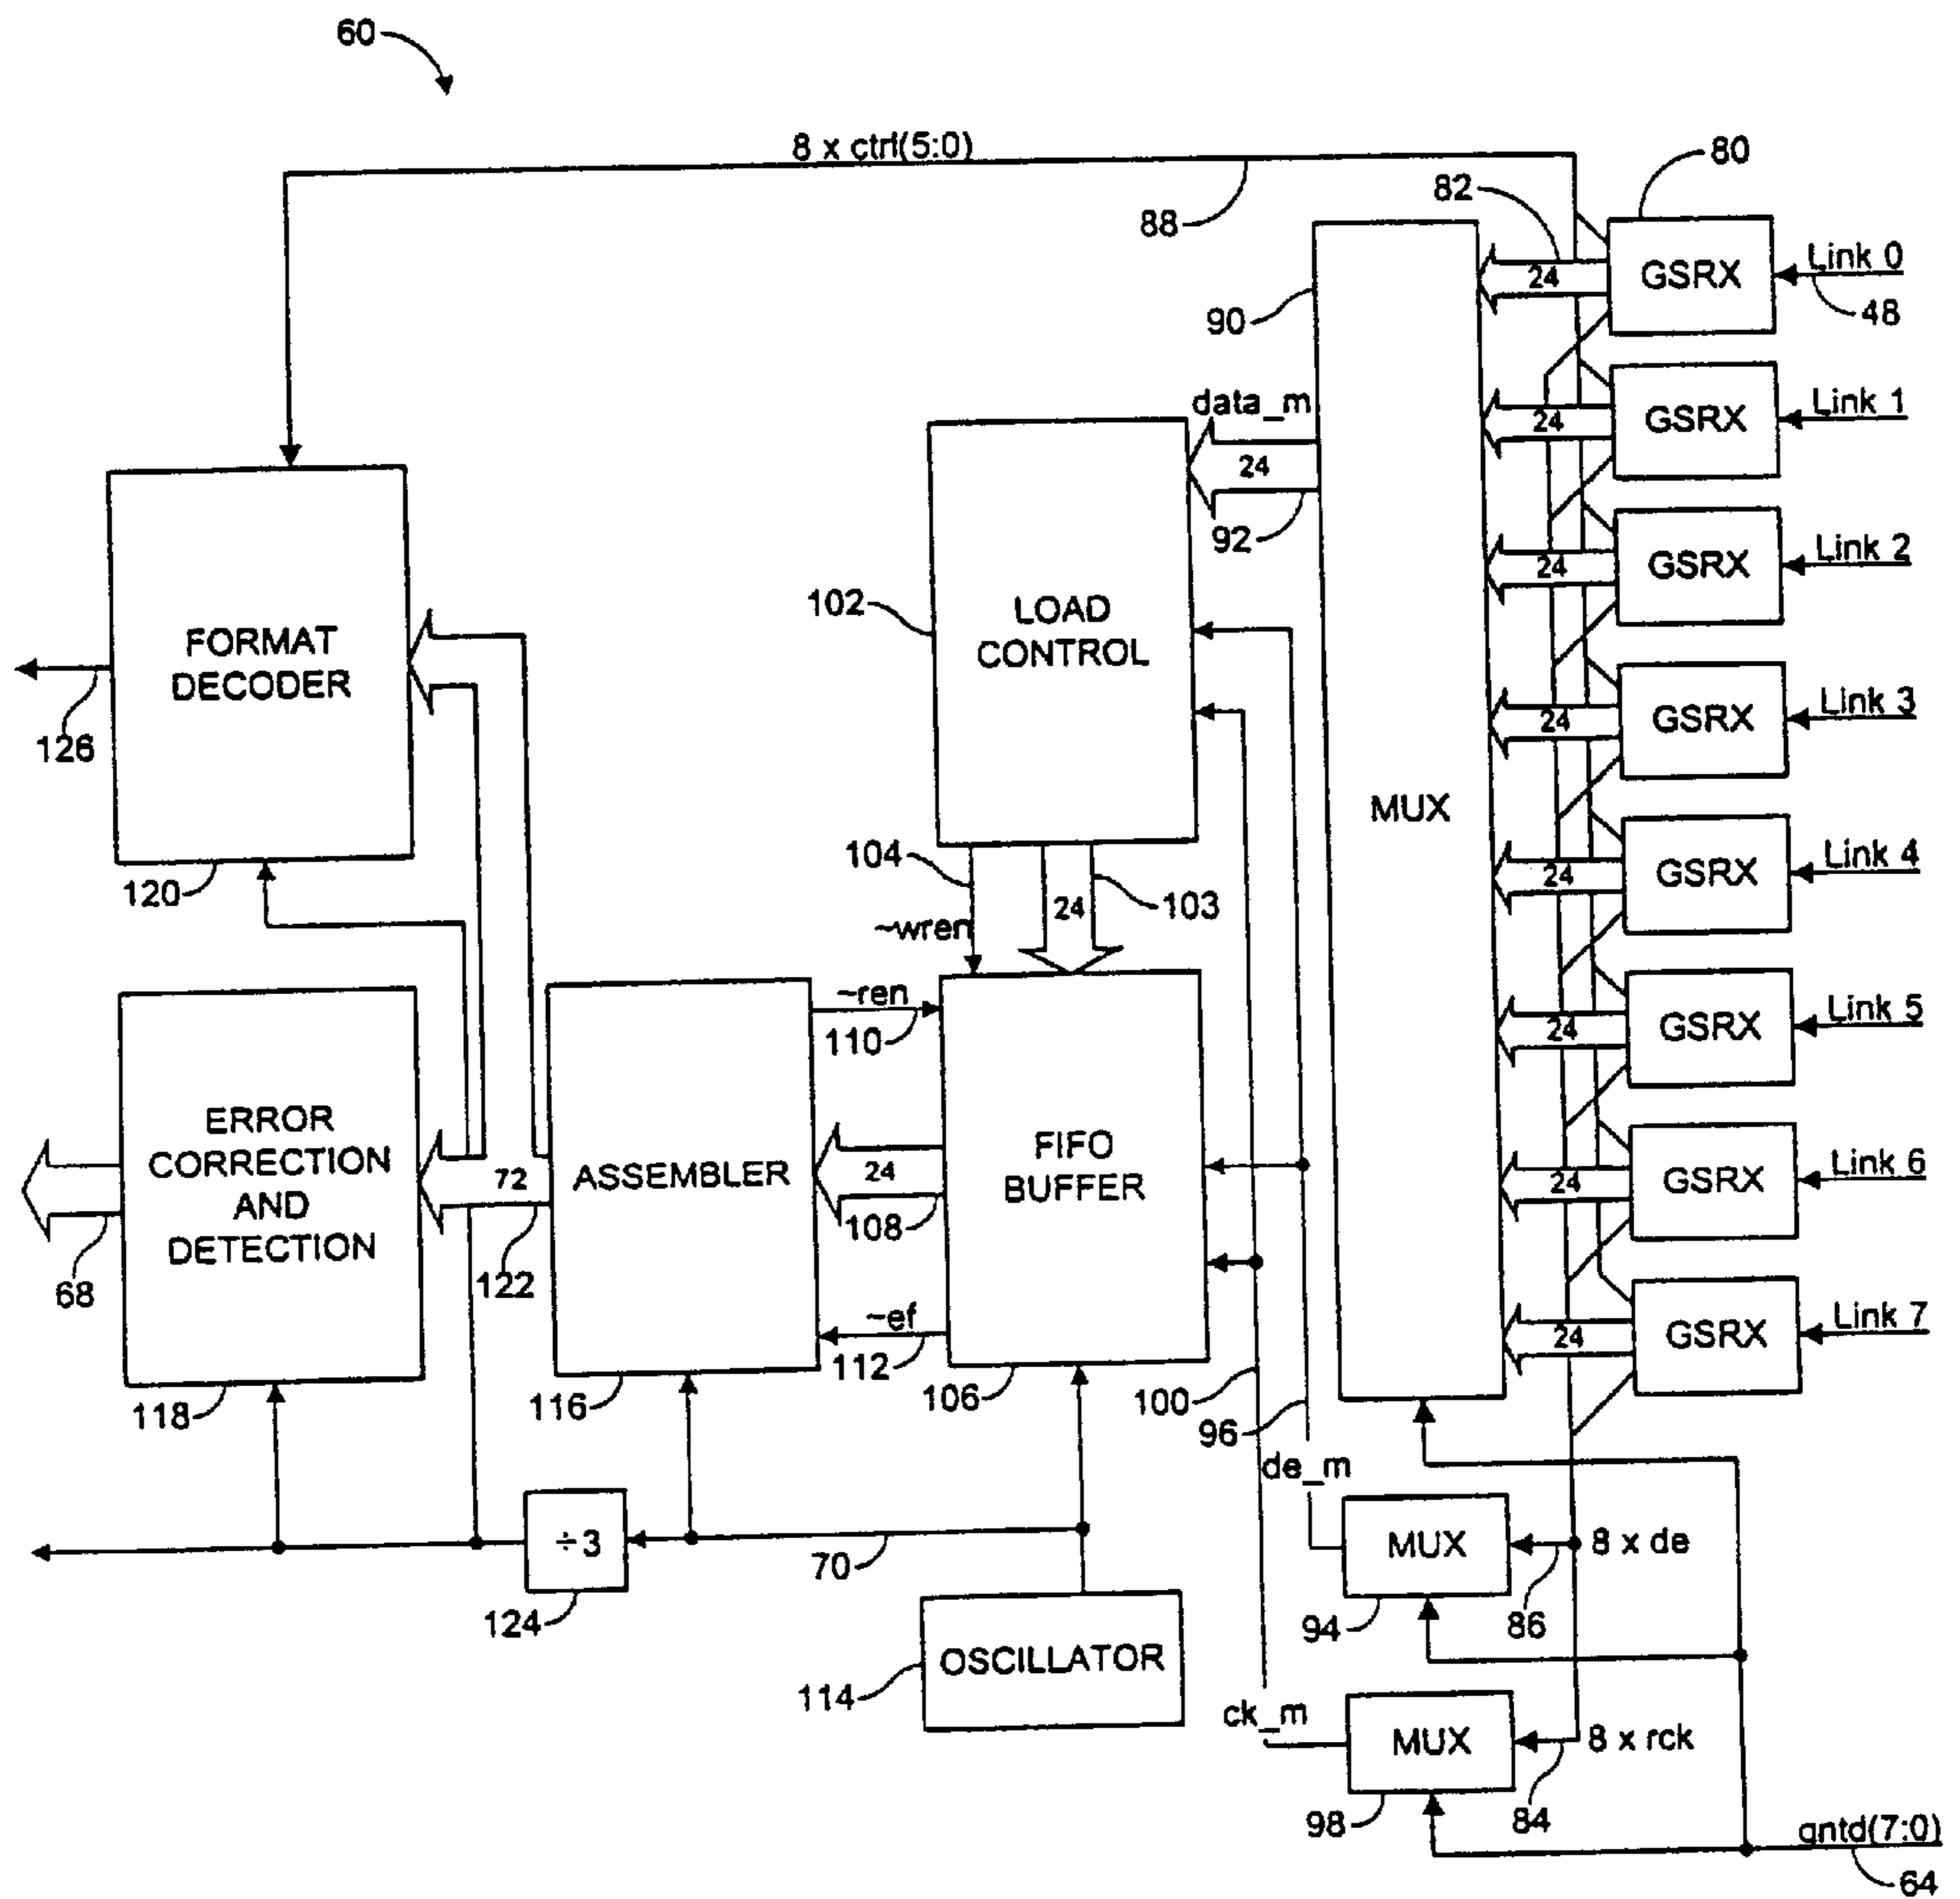 60
8 x ctrl(5:0)
88
82
80
24
GSRX
Link 0
48
90
24
GSRX
Link 1
data_m
24
92
24
GSRX
Link 2
102
LOAD
CONTROL
FORMAT
DECODER
126
120
24
GSRX
Link 3
MUX
104
24
103
~wren
24
GSRX
Link 4
~ren
110
24
GSRX
Link 5
ERROR
CORRECTION
AND
DETECTION
68
118
72
122
ASSEMBLER
116
24
108
FIFO
BUFFER
106
~ef
112
24
GSRX
Link 6
24
GSRX
Link 7
100
96
de_m
MUX
94
86
8 x de
÷3
124
70
OSCILLATOR
114
ck_m
MUX
98
84
8 x rck
gntd(7:0)
64